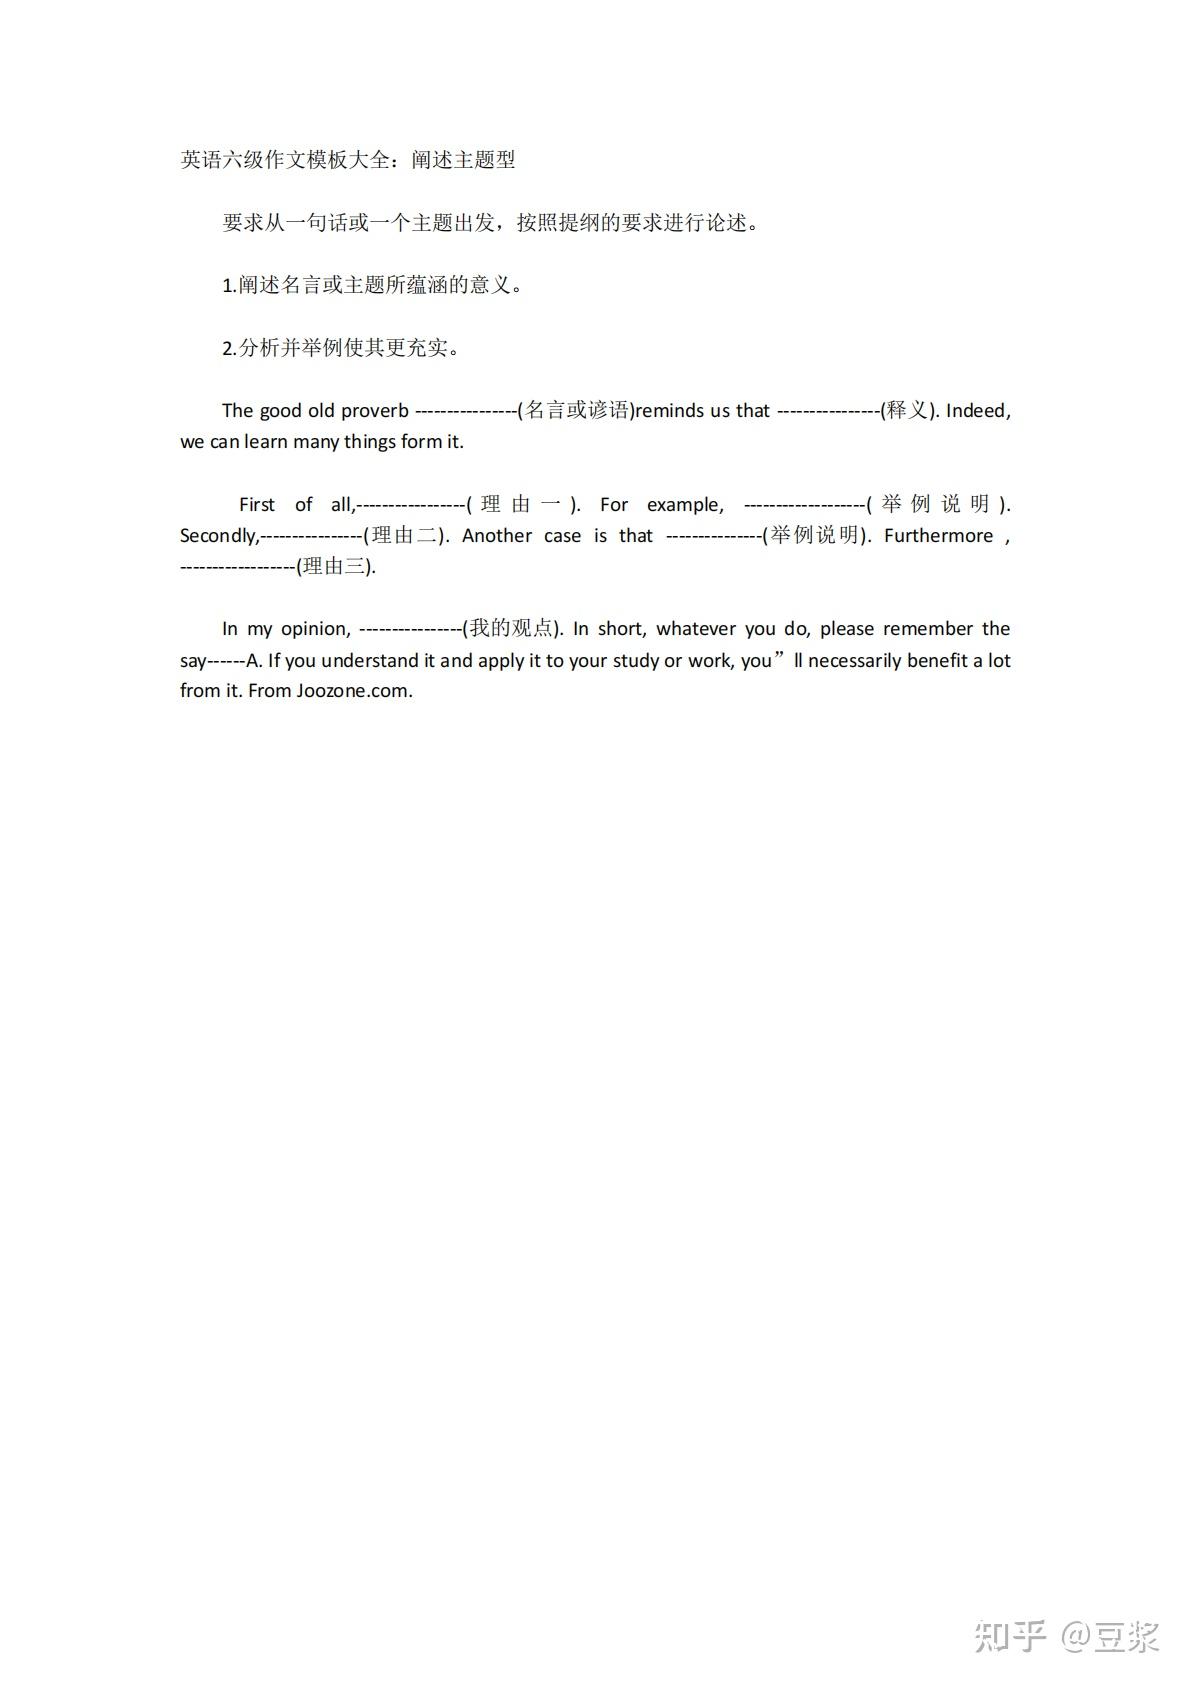 英语六级作文模板大全：阐述主题型
要求从一句话或一个主题出发，按照提纲的要求进行论述。
1.阐述名言或主题所蕴涵的意义。
2.分析并举例使其更充实。
The good old proverb ----------------(名言或谚语)reminds us that ----------------(释义). Indeed,
we can learn many things form it.
First of all,-----------------(理由一). For example, -------------------(举例说明).
Secondly,----------------(理由二). Another case is that ---------------(举例说明). Furthermore ,
------------------(理由三).
In my opinion, ----------------(我的观点). In short, whatever you do, please remember the
say------A. If you understand it and apply it to your study or work, you”ll necessarily benefit a lot
from it. From Joozone.com.
知乎 @豆浆